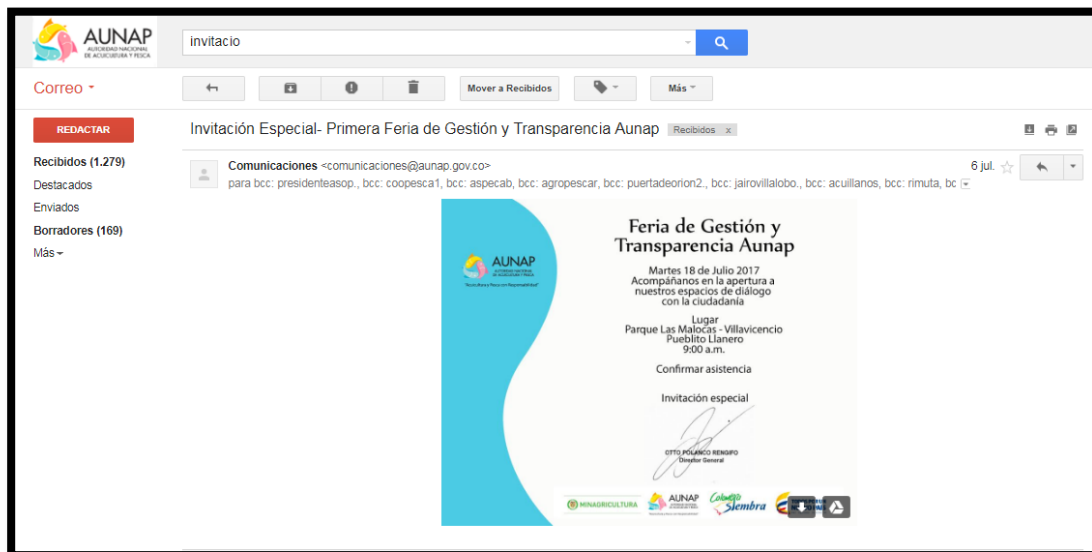 AUNAP
AUTORIDAD NACIONAL
DE ACUICULTURA Y PESCA
invitacio
Correo
Mover a Recibidos
Más
REDACTAR
Invitación Especial- Primera Feria de Gestión y Transparencia Aunap Recibidos x
Recibidos (1.279)
Destacados
Enviados
Borradores (169)
Más
Comunicaciones <comunicaciones@aunap.gov.co>
6 jul.
para bcc: presidenteasop., bcc: coopesca1, bcc: aspecab, bcc: agropescar, bcc: puertadeorion2., bcc: jairovillalobo., bcc: acuillanos, bcc: rimuta, bc
AUNAP
AUTORIDAD NACIONAL
DE ACUICULTURA Y PESCA
Feria de Gestión y
Transparencia Aunap
Martes 18 de Julio 2017
Acompáñanos en la apertura a
nuestros espacios de diálogo
con la ciudadanía
Lugar
Parque Las Malocas - Villavicencio
Pueblito Llanero
9:00 a.m.
Confirmar asistencia
Invitación especial
OTTO POLANCO RENGIFO
Director General
MINAGRICULTURA
AUNAP
Colombia
Siembra